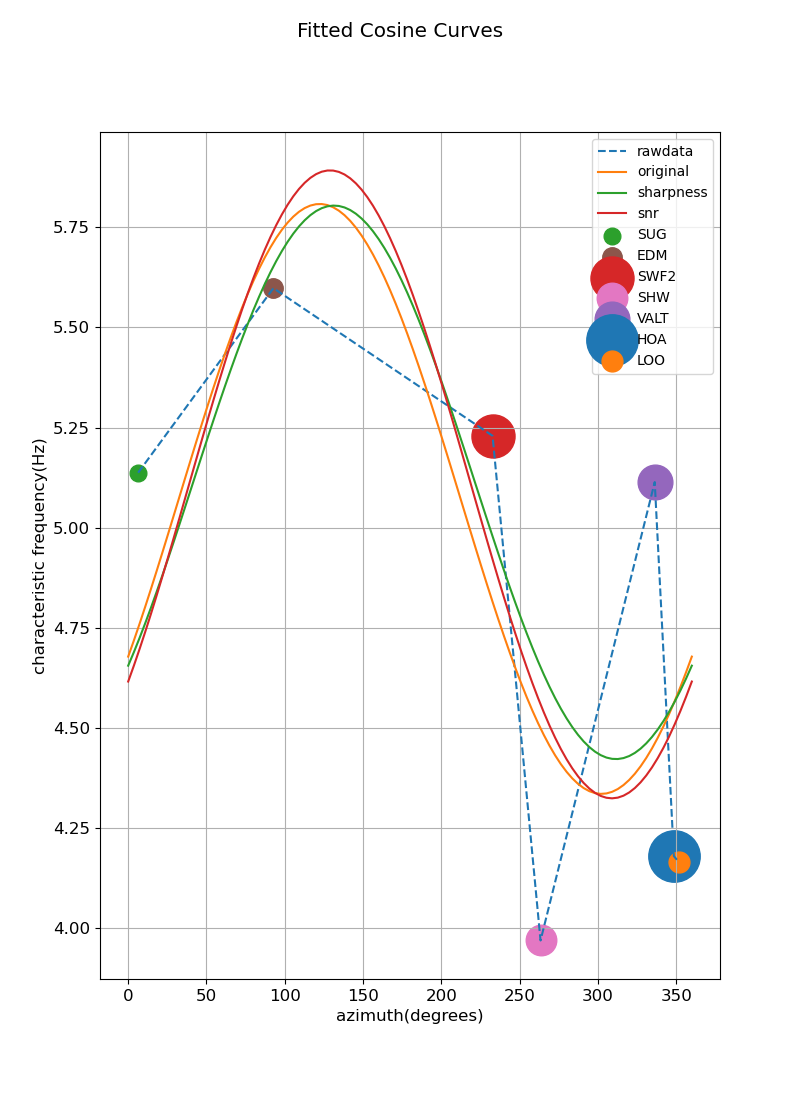 Fitted Cosine Curves
rawdata
original
sharpness
snr
SUG
EDM
SWF2
SHW
VALT
HOA
LOO
5.75
5.50
5.25
5.00
4.75
4.50
4.25
4.00
characteristic frequency(Hz)
0 50 100 150 200 250 300 350
azimuth(degrees)